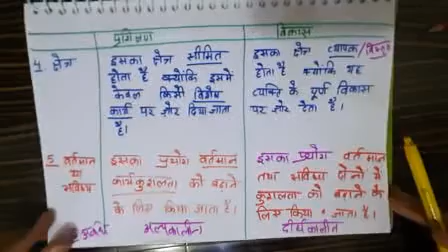 प्रशिक्षण
विकास
4. क्षेत्र
इसका क्षेत्र सीमित
होता है क्योंकि इसमें
केवल किसी विशेष
कार्य पर ज़ोर दिया जाता
है।
इसका क्षेत्र व्यापक/विस्तृत
होता है क्योंकि यह
व्यक्ति के पूर्ण विकास
पर ज़ोर देता है।
5. वर्तमान
या
भविष्य
इसका प्रयोग वर्तमान
कार्यकुशलता को बढ़ाने
के लिए किया जाता है।
इसका प्रयोग वर्तमान
तथा भविष्य दोनों में
कुशलता को बढ़ाने के
लिए किया जाता है।
अवधि
अल्पकालीन
दीर्घकालीन